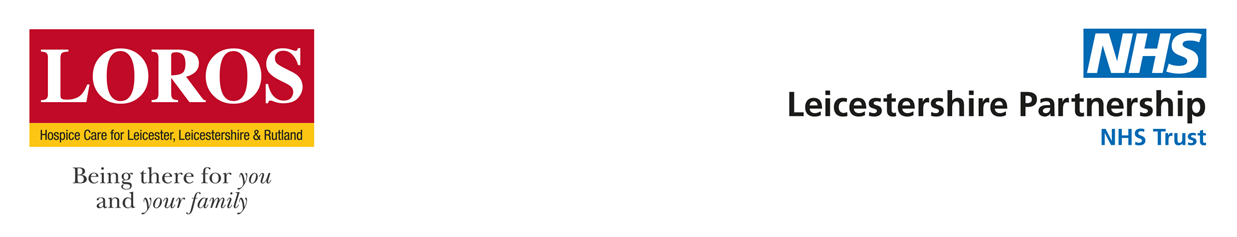 LOROS
Hospice Care for Leicester, Leicestershire & Rutland
Being there for you
and your family
NHS
Leicestershire Partnership
NHS Trust